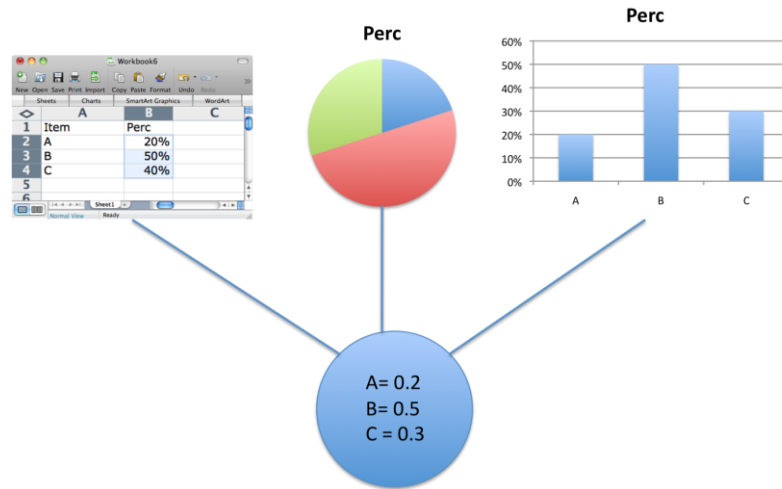 Workbook6
New Open Save Print Import Copy Paste Format Undo Redo
Sheets Charts SmartArt Graphics WordArt
A B C
1 Item Perc
2 A 20%
3 B 50%
4 C 40%
5
6
Sheet1
Normal View Ready
Perc
Perc
60%
50%
40%
30%
20%
10%
0%
A B C
A= 0.2
B= 0.5
C = 0.3